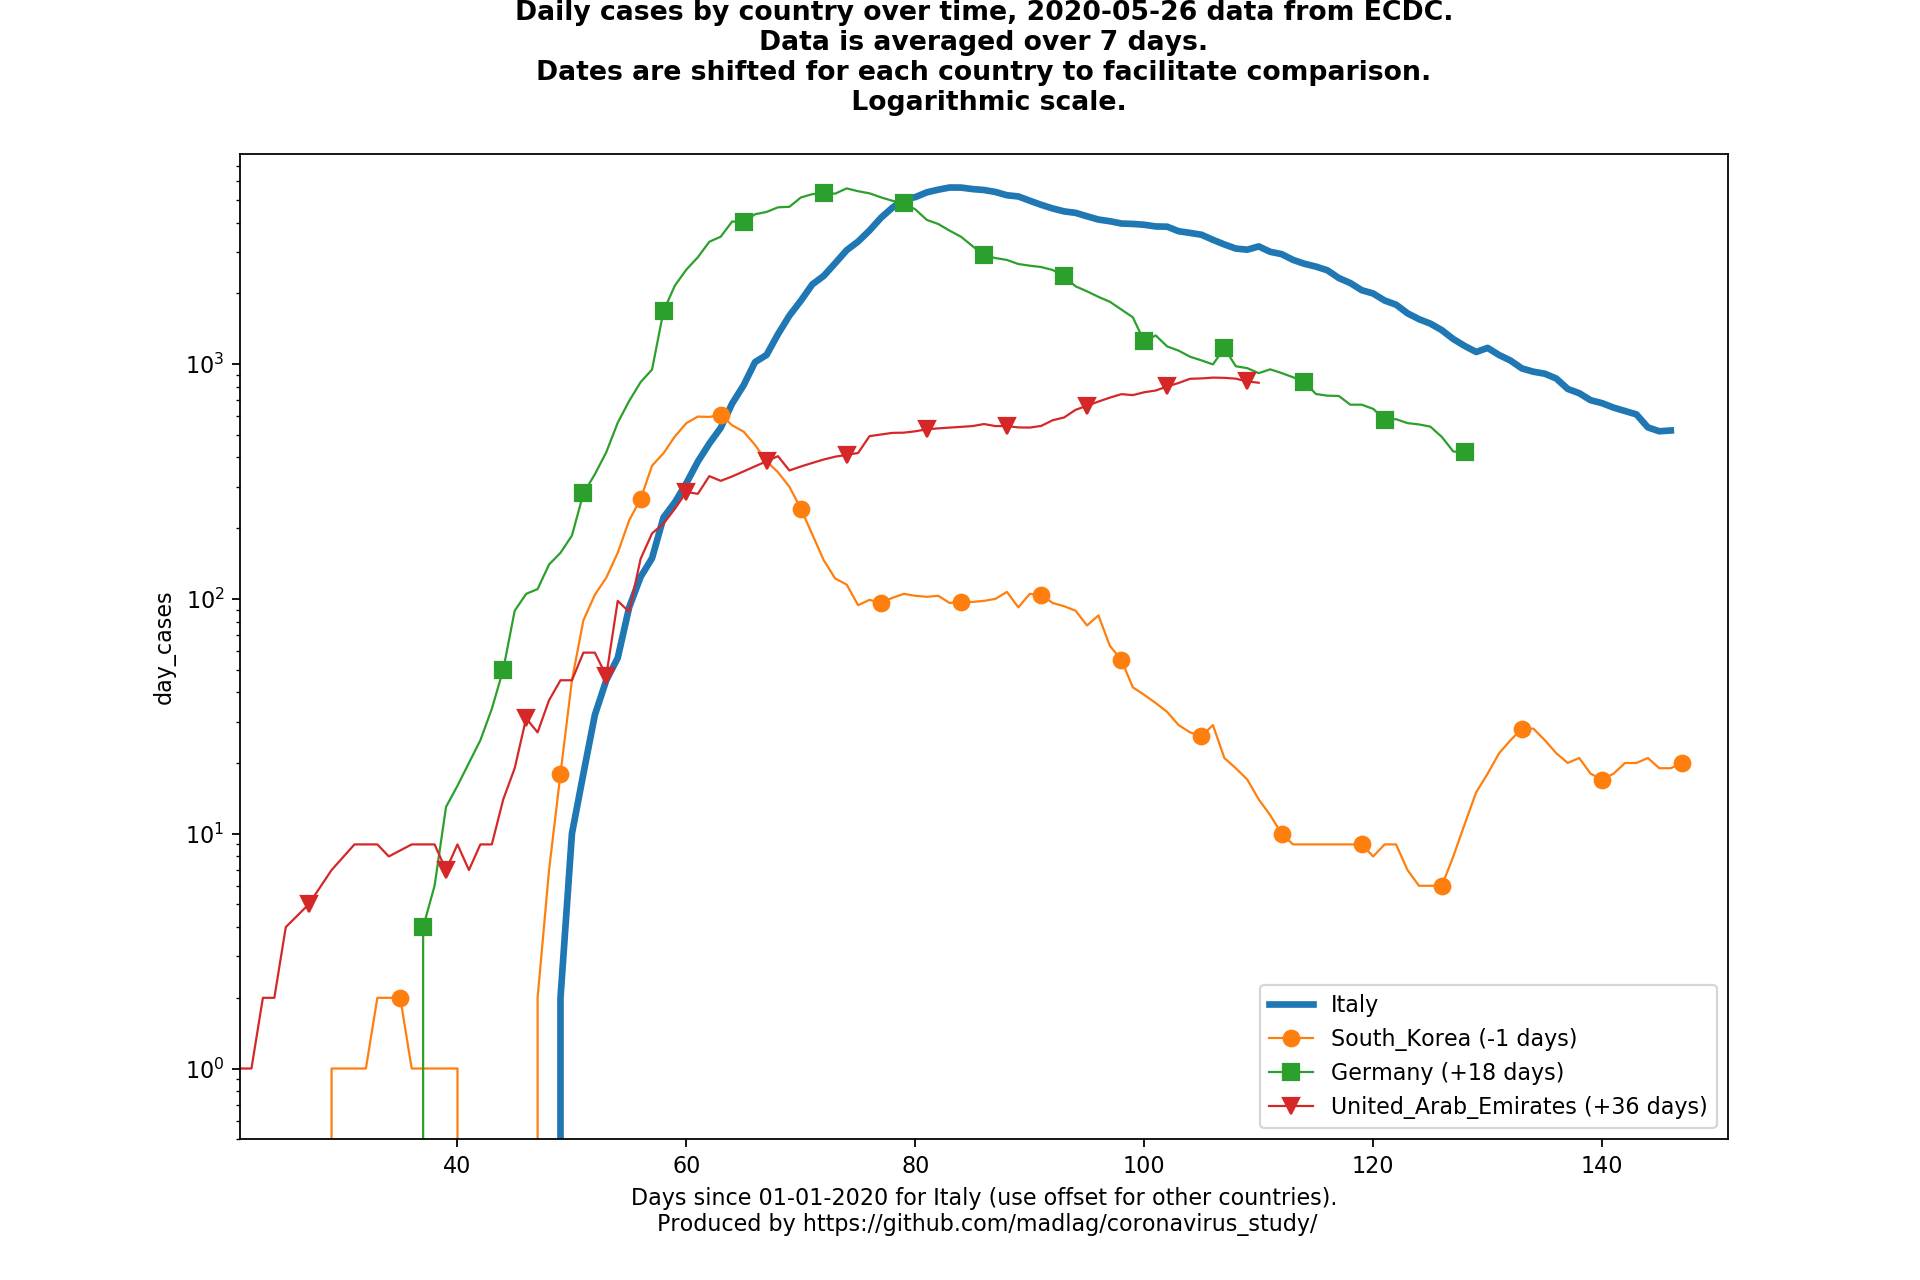 Daily cases by country over time, 2020-05-26 data from ECDC.
Data is averaged over 7 days.
Dates are shifted for each country to facilitate comparison.
Logarithmic scale.
day_cases
10³
10²
10¹
10⁰
40
60
80
100
120
140
Italy
South_Korea (-1 days)
Germany (+18 days)
United_Arab_Emirates (+36 days)
Days since 01-01-2020 for Italy (use offset for other countries).
Produced by https://github.com/madlag/coronavirus_study/